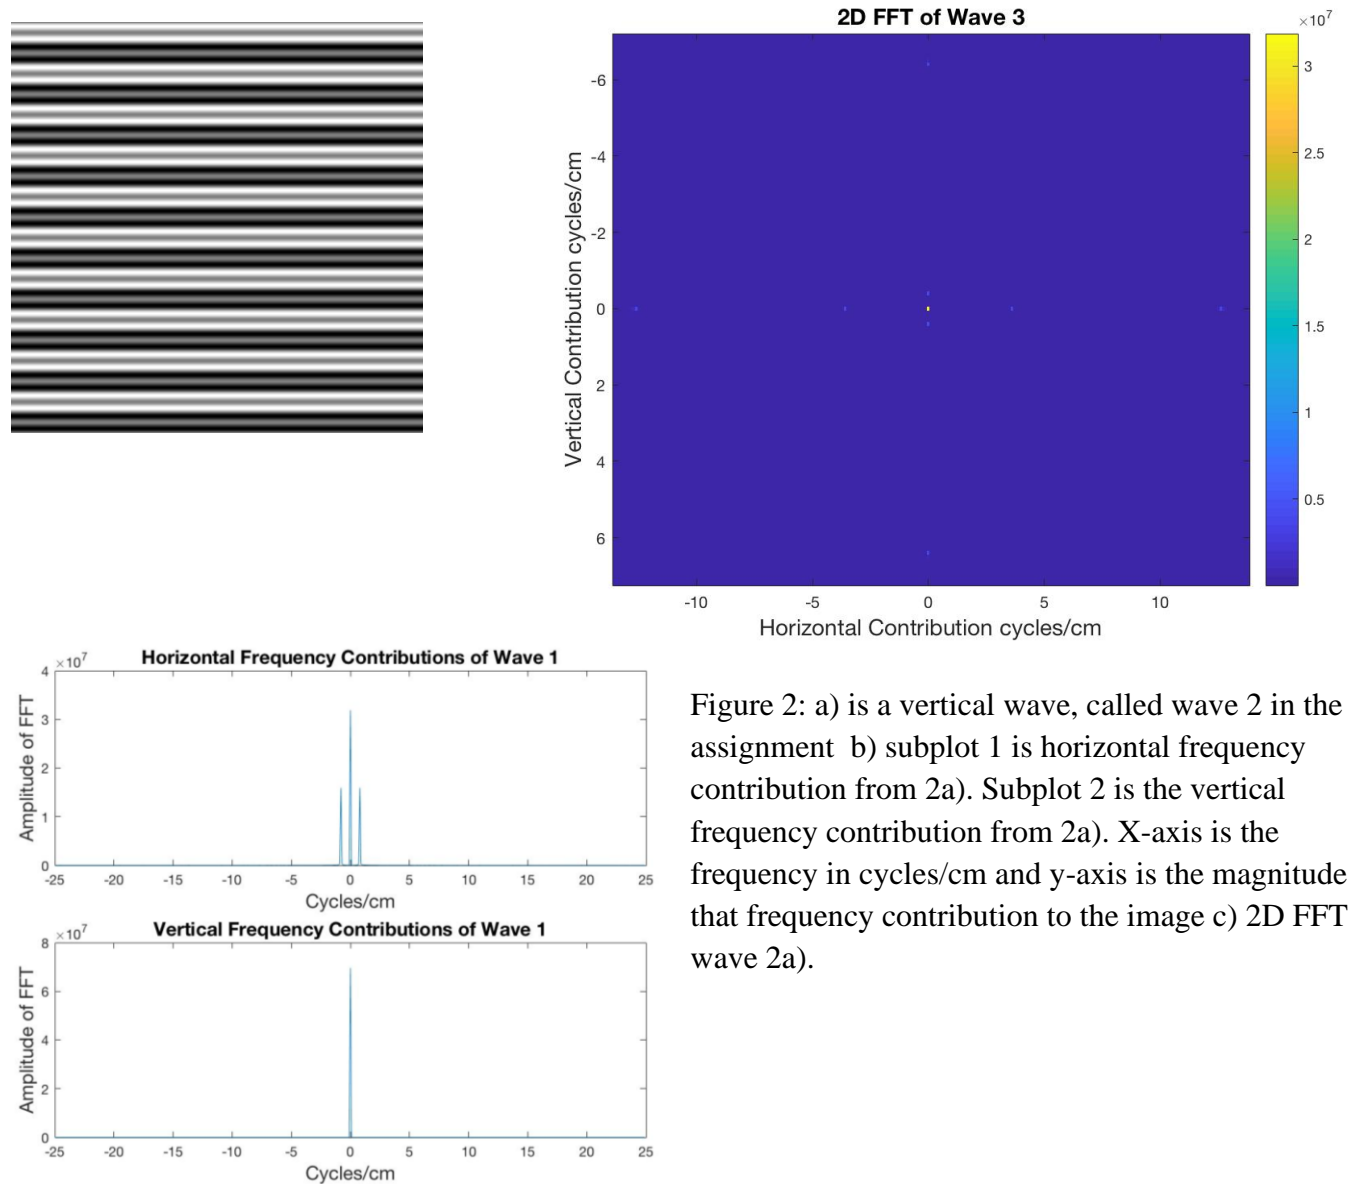 2D FFT of Wave 3
×10⁷
3
2.5
2
1.5
1
0.5
-6
-4
-2
0
2
4
6
Vertical Contribution cycles/cm
-10 -5 0 5 10
Horizontal Contribution cycles/cm
Horizontal Frequency Contributions of Wave 1
×10⁷
4
3
2
1
0
Amplitude of FFT
-25 -20 -15 -10 -5 0 5 10 15 20 25
Cycles/cm
Vertical Frequency Contributions of Wave 1
×10⁷
8
6
4
2
0
Amplitude of FFT
-25 -20 -15 -10 -5 0 5 10 15 20 25
Cycles/cm
Figure 2: a) is a vertical wave, called wave 2 in the
assignment b) subplot 1 is horizontal frequency
contribution from 2a). Subplot 2 is the vertical
frequency contribution from 2a). X-axis is the
frequency in cycles/cm and y-axis is the magnitude
that frequency contribution to the image c) 2D FFT
wave 2a).